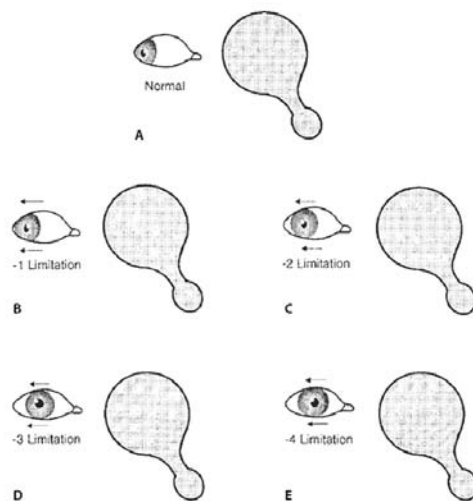 Normal
A
-1 Limitation
B
-2 Limitation
C
-3 Limitation
D
-4 Limitation
E